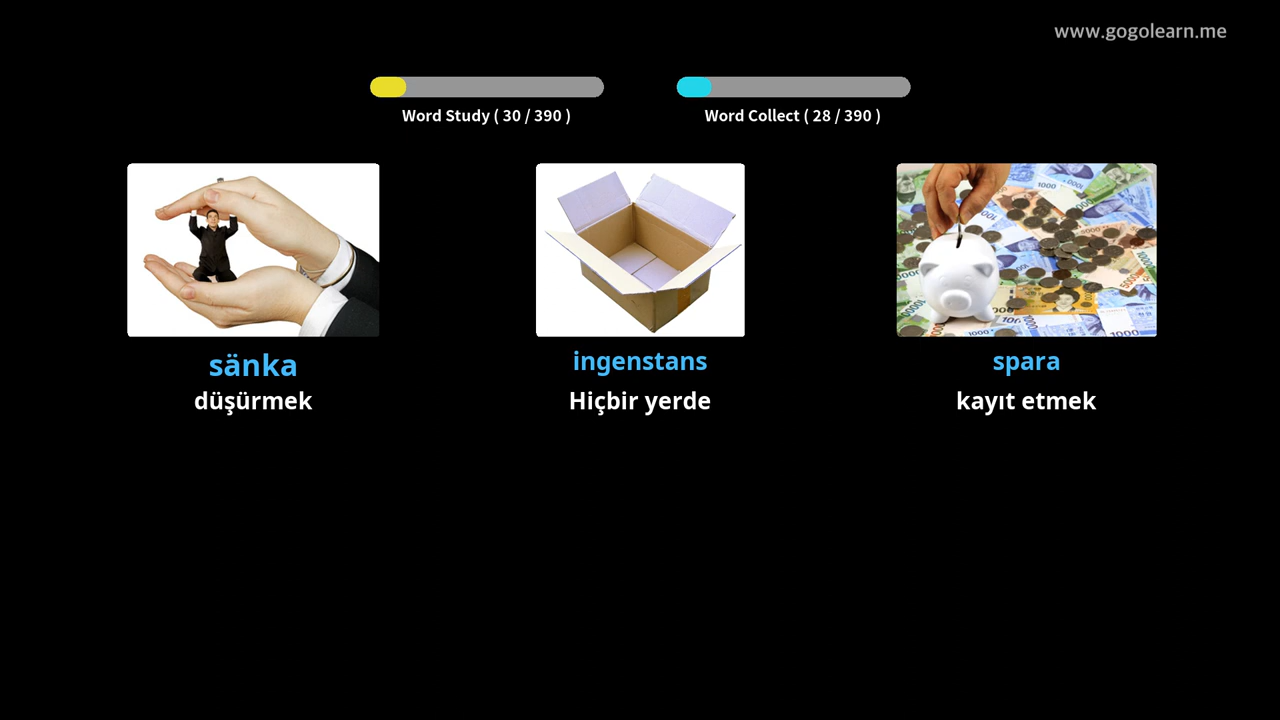 www.gogolearn.me
Word Study ( 30 / 390 )
Word Collect ( 28 / 390 )
sänka
ingenstans
spara
düşürmek
Hiçbir yerde
kayıt etmek